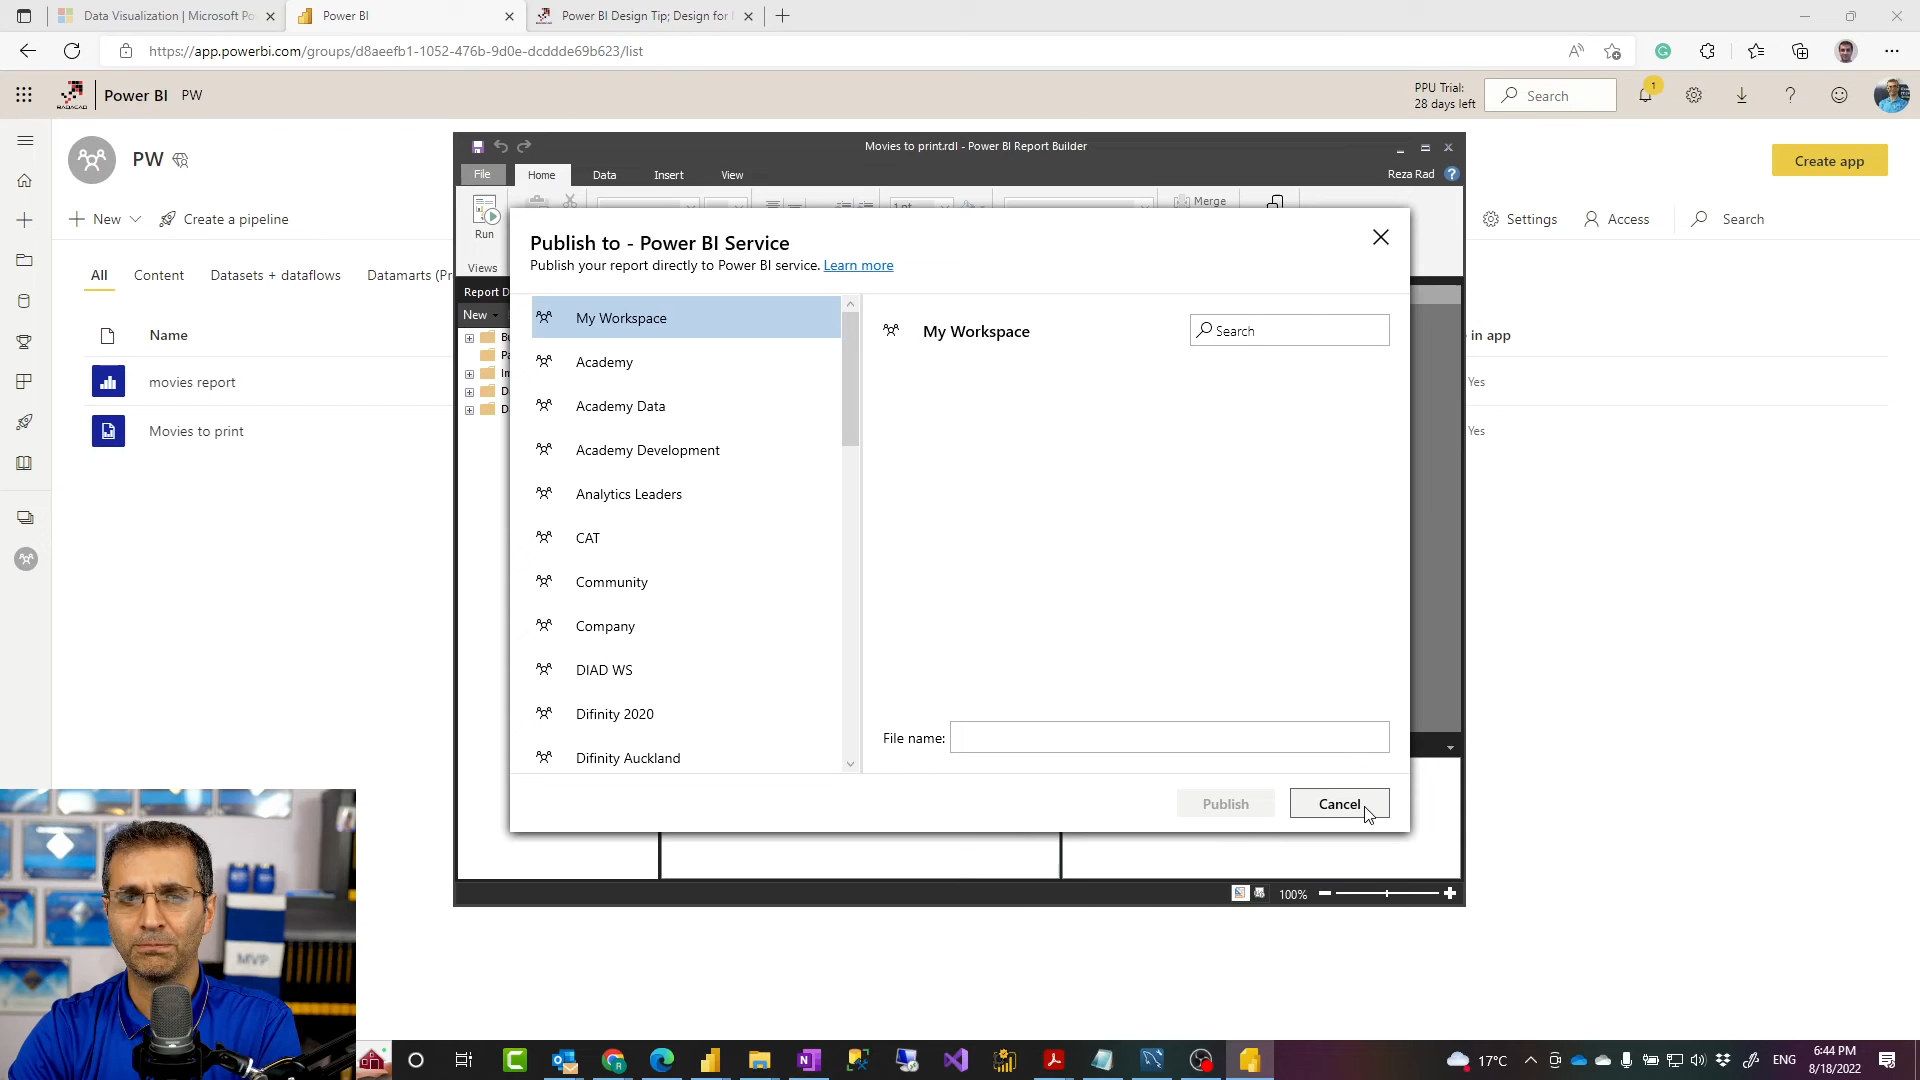 Data Visualization | Microsoft Po
Power BI
Power BI Design Tip; Design for
https://app.powerbi.com/groups/d8aeefb1-1052-476b-9d0e-dcddde69b623/list
RADACAD
Power BI PW
PPU Trial:
28 days left
Search
1
PW
Create app
New
Create a pipeline
Settings
Access
Search
All
Content
Datasets + dataflows
Datamarts (Pr
Name
in app
movies report
Yes
Movies to print
Yes
Movies to print.rdl - Power BI Report Builder
File
Home
Data
Insert
View
Reza Rad
Run
Views
1pt
Merge
Report D
New
Bu
Pa
Im
D
D
Publish to - Power BI Service
Publish your report directly to Power BI service. Learn more
My Workspace
Academy
Academy Data
Academy Development
Analytics Leaders
CAT
Community
Company
DIAD WS
Difinity 2020
Difinity Auckland
My Workspace
Search
File name:
Publish
Cancel
100%
MVP
17°C
ENG
6:44 PM
8/18/2022